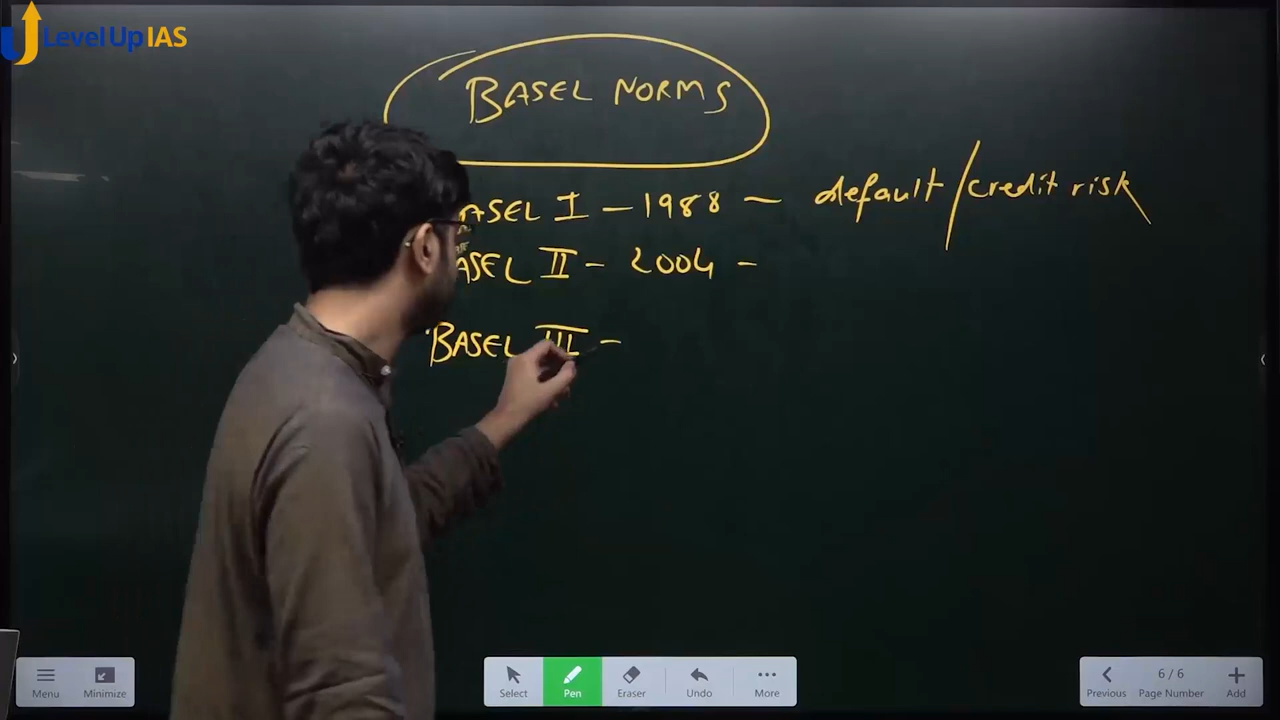 Level Up IAS
BASEL NORMS
ASEL I - 1988 - default/credit risk
ASEL II - 2004 -
BASEL III -
Menu
Minimize
Select
Pen
Eraser
Undo
More
Previous
6/6
Page Number
Add